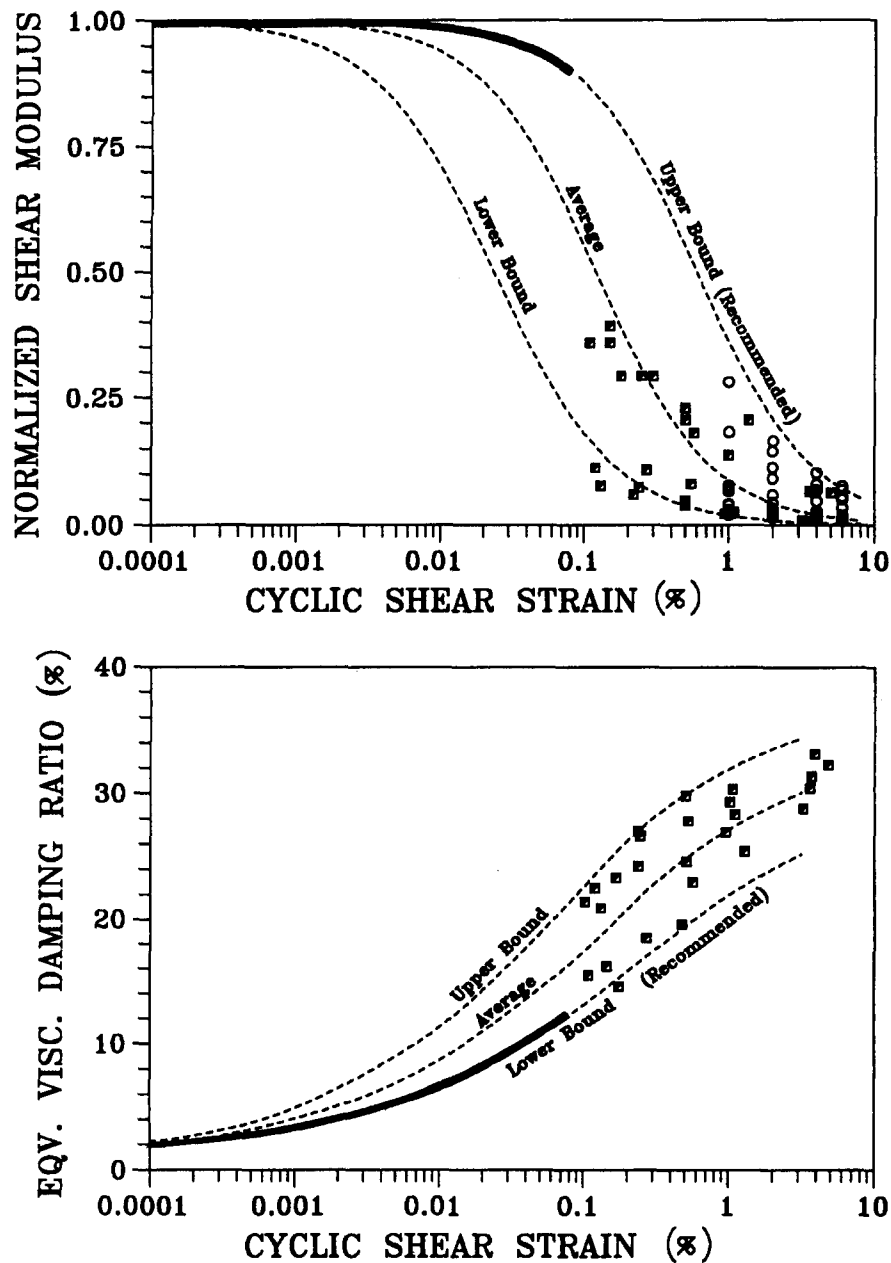 NORMALIZED SHEAR MODULUS
1.00
0.75
0.50
0.25
0.00
Lower Bound
Average
Upper Bound (Recommended)
0.0001 0.001 0.01 0.1 1 10
CYCLIC SHEAR STRAIN (%)
EQV. VISC. DAMPING RATIO (%)
40
30
20
10
0
Upper Bound
Average
Lower Bound
(Recommended)
0.0001 0.001 0.01 0.1 1 10
CYCLIC SHEAR STRAIN (%)